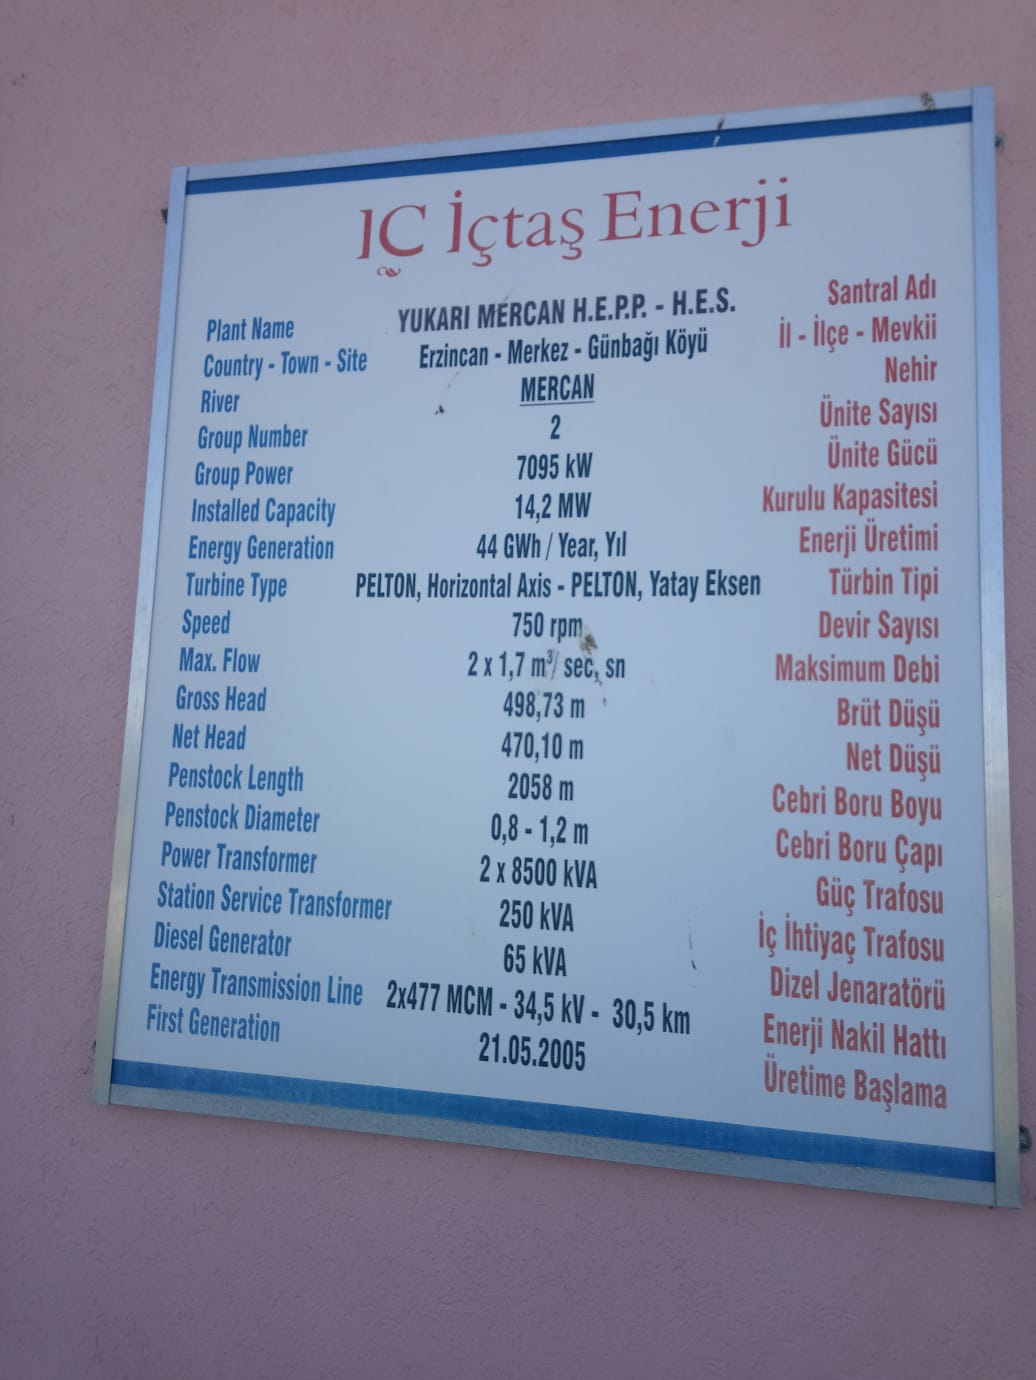 IÇ İçtaş Enerji
Plant Name YUKARI MERCAN H.E.P.P. - H.E.S. Santral Adı
Country - Town - Site Erzincan - Merkez - Günbağı Köyü İl - İlçe - Mevkii
River MERCAN Nehir
Group Number 2 Ünite Sayısı
Group Power 7095 kW Ünite Gücü
Installed Capacity 14,2 MW Kurulu Kapasitesi
Energy Generation 44 GWh / Year, Yıl Enerji Üretimi
Turbine Type PELTON, Horizontal Axis - PELTON, Yatay Eksen Türbin Tipi
Speed 750 rpm Devir Sayısı
Max. Flow 2 x 1,7 m³/ sec, sn Maksimum Debi
Gross Head 498,73 m Brüt Düşü
Net Head 470,10 m Net Düşü
Penstock Length 2058 m Cebri Boru Boyu
Penstock Diameter 0,8 - 1,2 m Cebri Boru Çapı
Power Transformer 2 x 8500 kVA Güç Trafosu
Station Service Transformer 250 kVA İç İhtiyaç Trafosu
Diesel Generator 65 kVA Dizel Jenaratörü
Energy Transmission Line 2x477 MCM - 34,5 kV - 30,5 km Enerji Nakil Hattı
First Generation 21.05.2005 Üretime Başlama